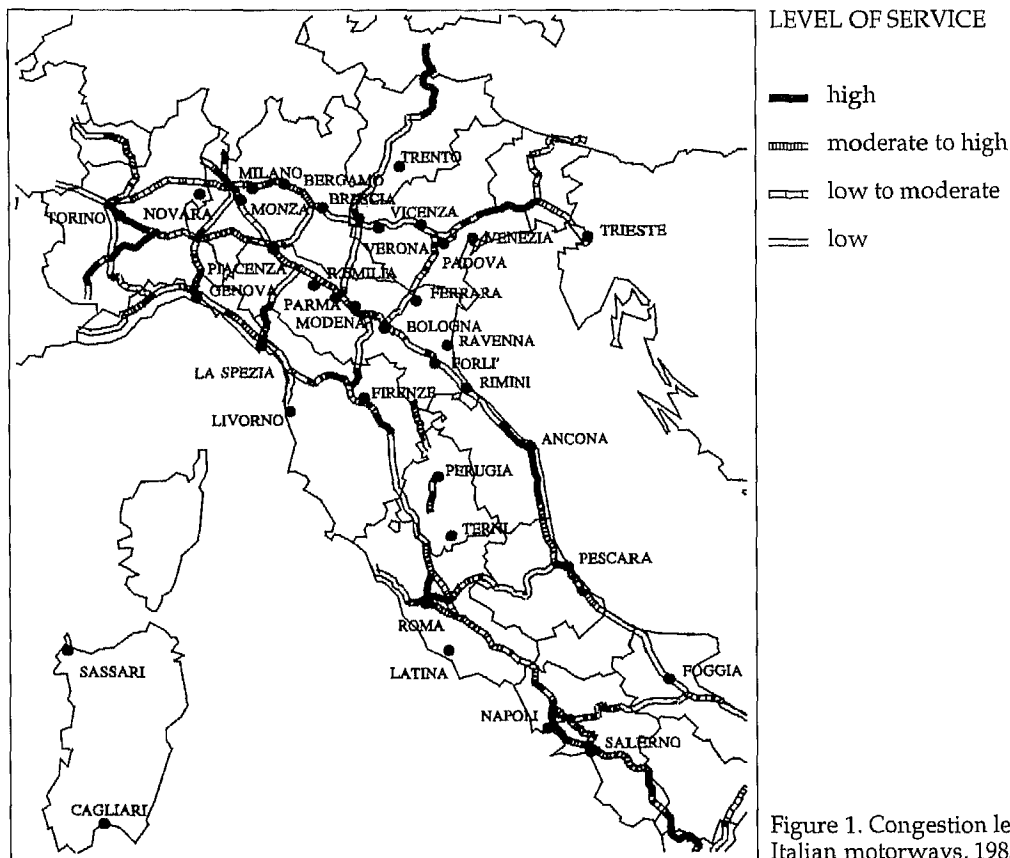 LEVEL OF SERVICE
high
moderate to high
low to moderate
low
TRENTO
MILANO
BERGAMO
BRESCIA
NOVARA
MONZA
VICENZA
TORINO
TRIESTE
VENEZIA
VERONA
PADOVA
PIACENZA
R.EMILIA
GENOVA
FERRARA
PARMA
MODENA
BOLOGNA
RAVENNA
FORLI'
LA SPEZIA
RIMINI
FIRENZE
LIVORNO
ANCONA
PERUGIA
TERNI
PESCARA
ROMA
LATINA
SASSARI
FOGGIA
NAPOLI
SALERNO
CAGLIARI
Figure 1. Congestion le
Italian motorways, 198